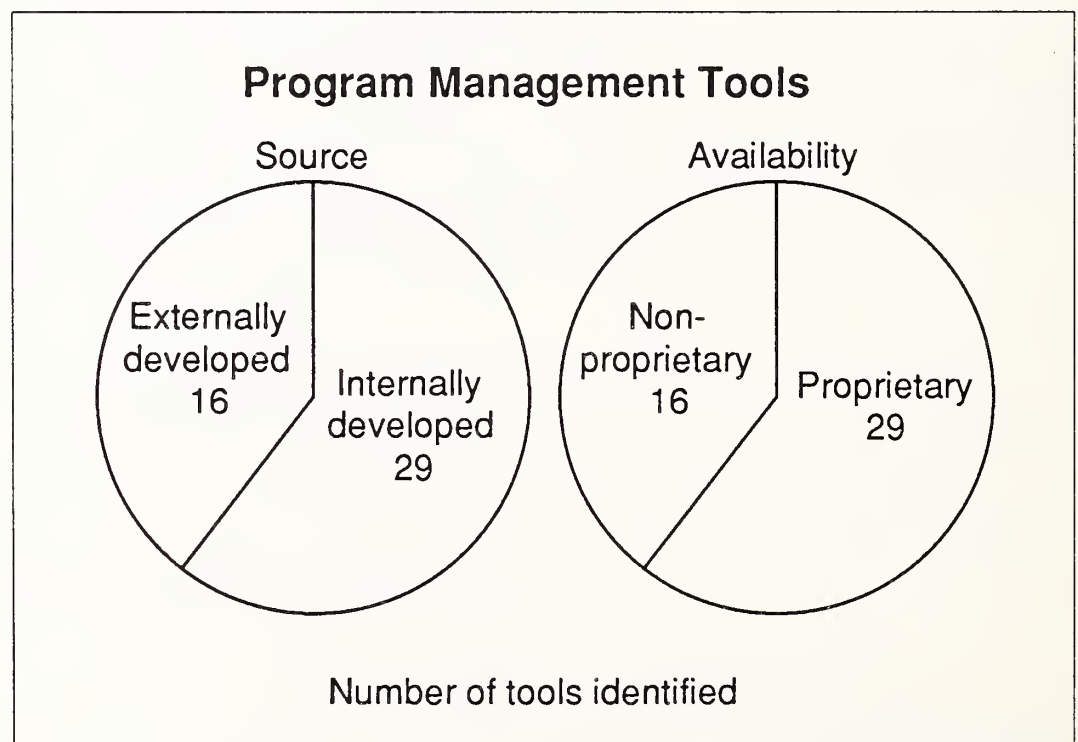 Program Management Tools
Source
Externally
developed
16
Internally
developed
29
Availability
Non-
proprietary
16
Proprietary
29
Number of tools identified